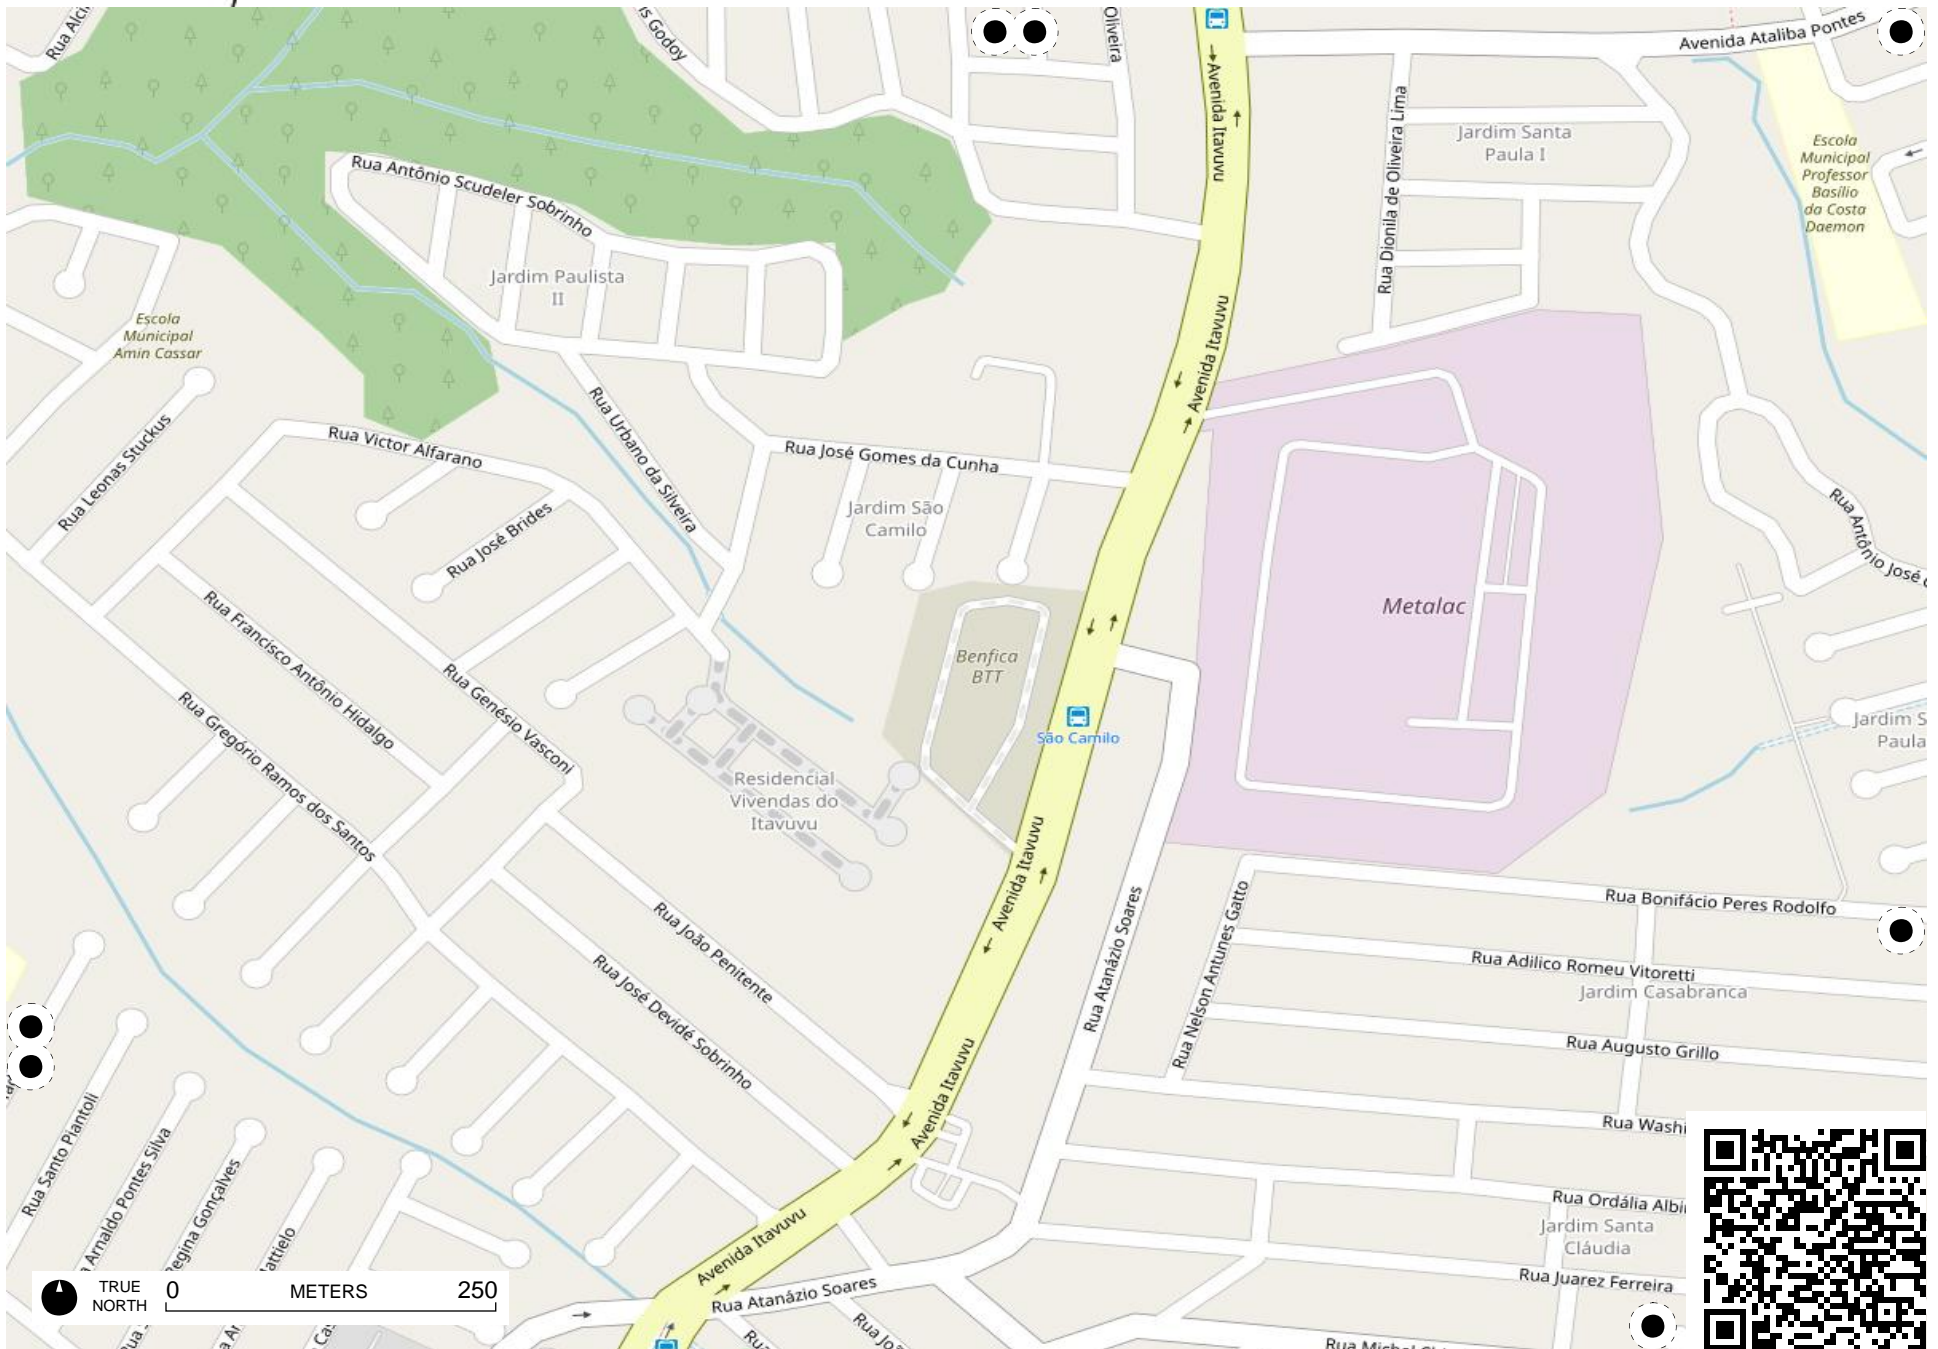 Oliveira
Avenida Ataliba Pontes
Avenida Itavuvu
Rua Dionila de Oliveira Lima
Jardim Santa
Paula I
Escola
Municipal
Professor
Basílio
da Costa
Daemon
Rua Antônio Scudeler Sobrinho
Jardim Paulista
II
Escola
Municipal
Amin Cassar
Avenida Itavuvu
Rua Leonas Stuckus
Rua Victor Alfarano
Rua Urbano da Silveira
Rua José Gomes da Cunha
Jardim São
Camilo
Rua José Brides
Rua Antônio José
Metalac
Rua Francisco Antônio Hidalgo
Rua Genésio Vasconi
Rua Gregório Ramos dos Santos
Benfica
BTT
São Camilo
Jardim S
Paula
Residencial
Vivendas do
Itavuvu
Avenida Itavuvu
Rua Atanázio Soares
Rua Nelson Antunes Gatto
Rua Bonifácio Peres Rodolfo
Rua João Penitente
Rua José Devidé Sobrinho
Rua Adilico Romeu Vitoretti
Jardim Casabranca
Rua Augusto Grillo
Avenida Itavuvu
Rua Washi
Rua Santo Piantoli
Arnaldo Pontes Silva
Regina Gonçalves
Rua Ordália Albi
Jardim Santa
Cláudia
Avenida Itavuvu
Rua Juarez Ferreira
Rua Atanázio Soares
TRUE
NORTH
0 METERS 250